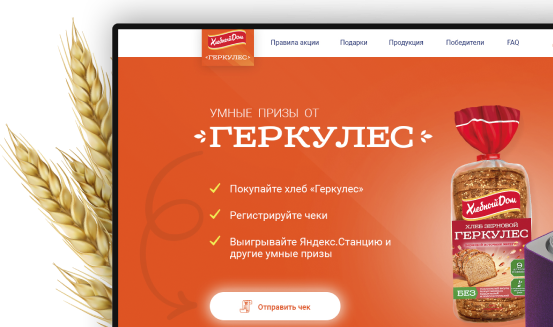 Хлебный Дом
ГЕРКУЛЕС
Правила акции
Подарки
Продукция
Победители
FAQ
УМНЫЕ ПРИЗЫ ОТ
ГЕРКУЛЕС
Покупайте хлеб «Геркулес»
Регистрируйте чеки
Выигрывайте Яндекс.Станцию и
другие умные призы
Отправить чек
Хлебный Дом
ХЛЕБ ЗЕРНОВОЙ
ГЕРКУЛЕС
БЕЗ